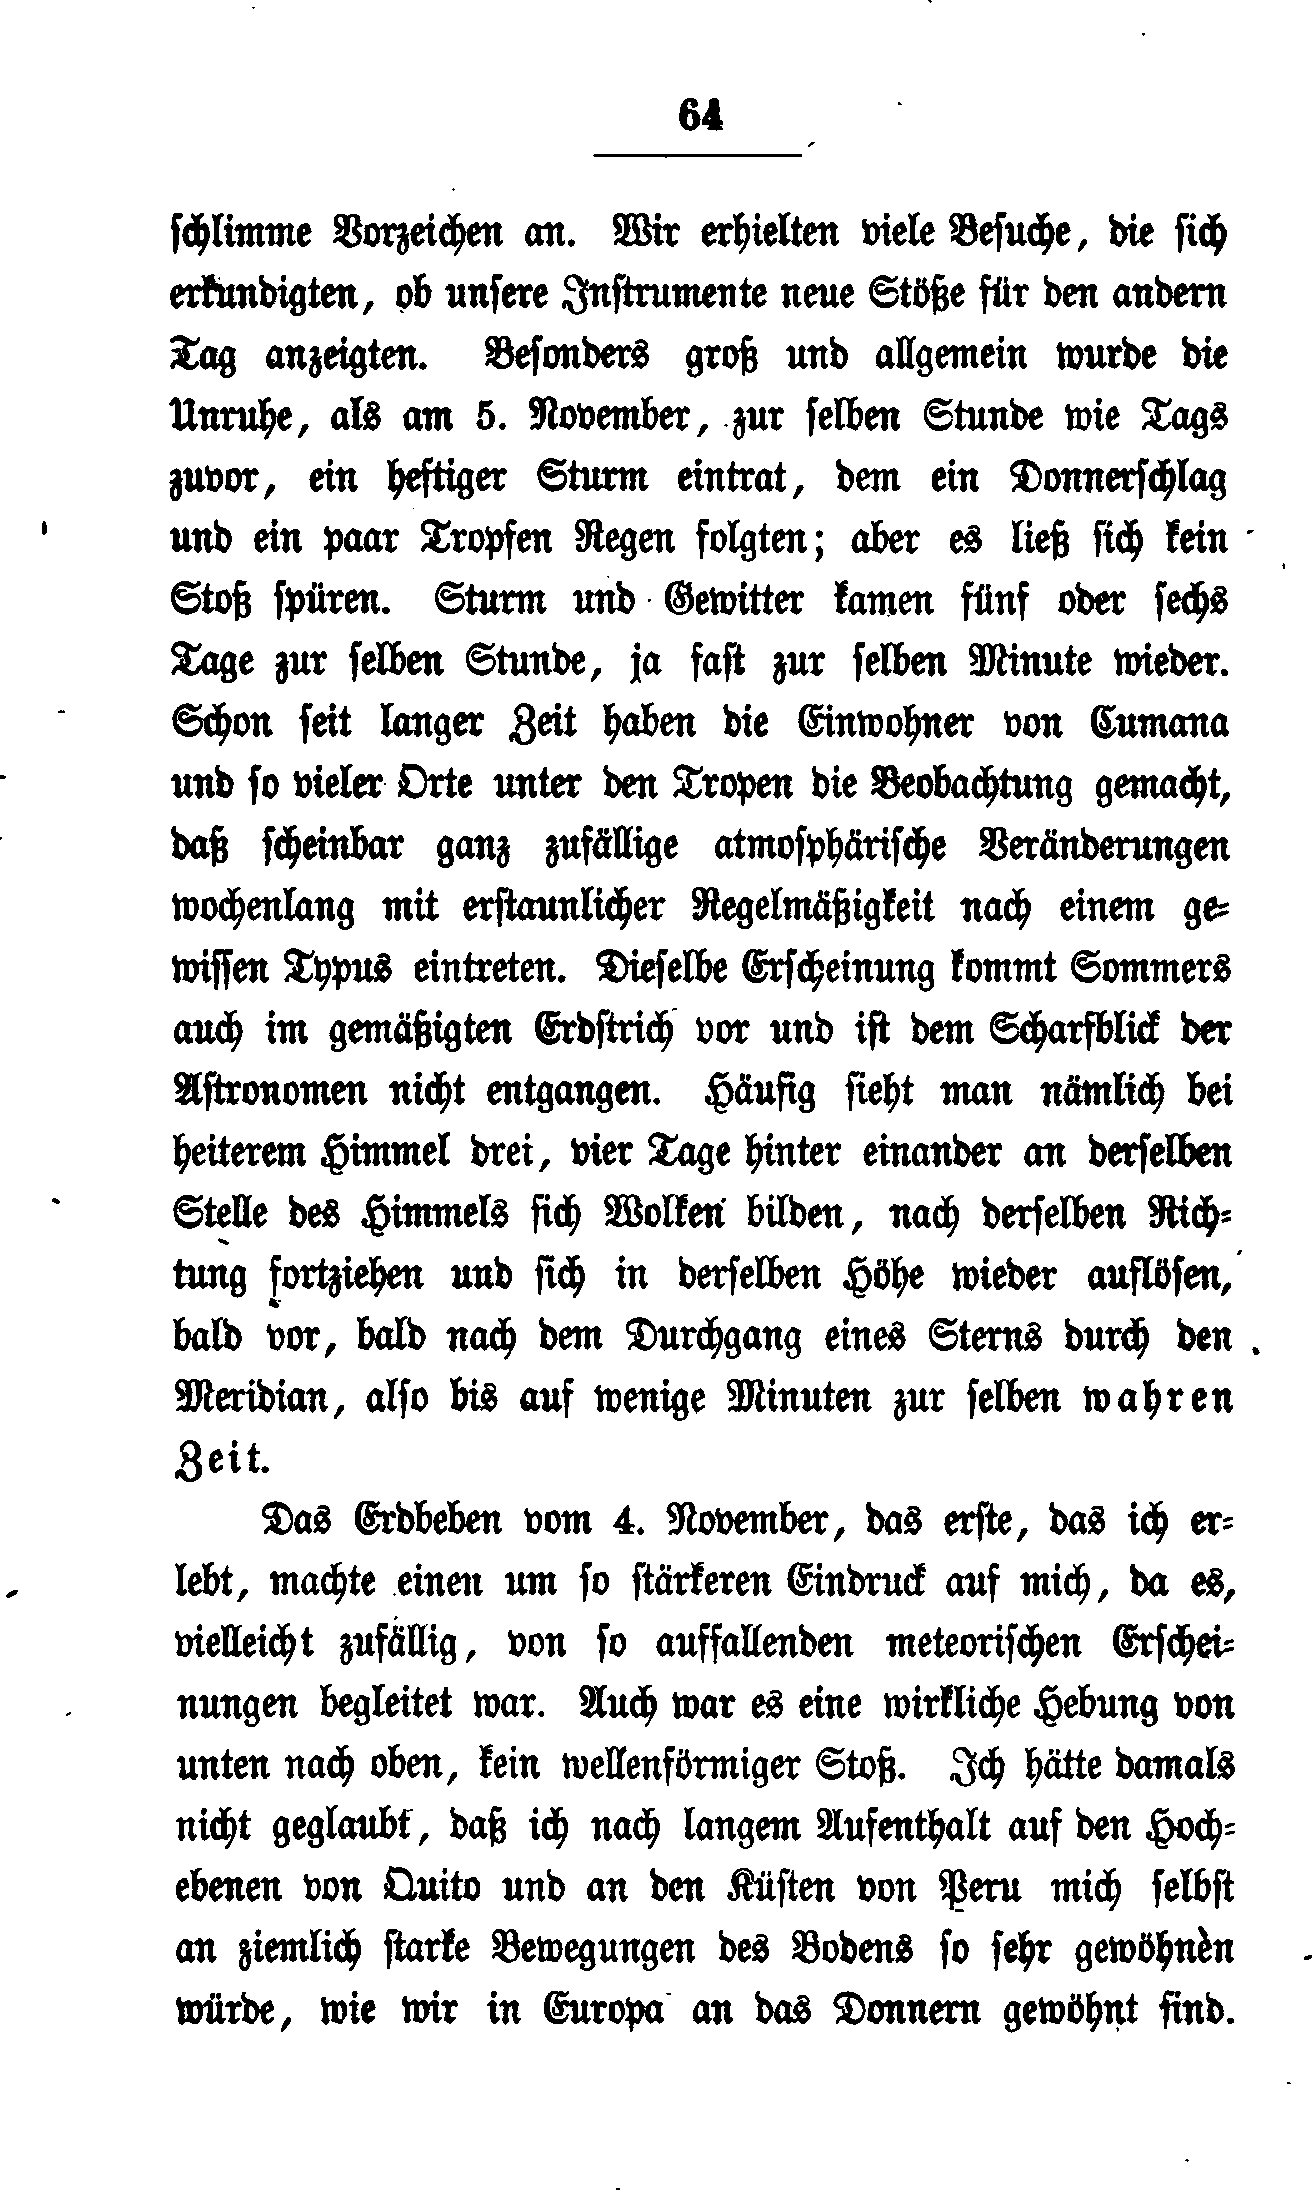 64
schlimme Vorzeichen an. Wir erhielten viele Besuche, die sich
erkundigten, ob unsere Instrumente neue Stöße für den andern
Tag anzeigten. Besonders groß und allgemein wurde die
Unruhe, als am 5. November, zur selben Stunde wie Tags
zuvor, ein heftiger Sturm eintrat, dem ein Donnerschlag
und ein paar Tropfen Regen folgten; aber es ließ sich kein
Stoß spüren. Sturm und Gewitter kamen fünf oder sechs
Tage zur selben Stunde, ja fast zur selben Minute wieder.
Schon seit langer Zeit haben die Einwohner von Cumana
und so vieler Orte unter den Tropen die Beobachtung gemacht,
daß scheinbar ganz zufällige atmosphärische Veränderungen
wochenlang mit erstaunlicher Regelmäßigkeit nach einem ge-
wissen Typus eintreten. Dieselbe Erscheinung kommt Sommers
auch im gemäßigten Erdstrich vor und ist dem Scharfblick der
Astronomen nicht entgangen. Häufig sieht man nämlich bei
heiterem Himmel drei, vier Tage hinter einander an derselben
Stelle des Himmels sich Wolken bilden, nach derselben Rich-
tung fortziehen und sich in derselben Höhe wieder auflösen,
bald vor, bald nach dem Durchgang eines Sterns durch den
Meridian, also bis auf wenige Minuten zur selben wahren
Zeit.
Das Erdbeben vom 4. November, das erste, das ich er-
lebt, machte einen um so stärkeren Eindruck auf mich, da es,
vielleicht zufällig, von so auffallenden meteorischen Erschei-
nungen begleitet war. Auch war es eine wirkliche Hebung von
unten nach oben, kein wellenförmiger Stoß. Ich hätte damals
nicht geglaubt, daß ich nach langem Aufenthalt auf den Hoch-
ebenen von Quito und an den Küsten von Peru mich selbst
an ziemlich starke Bewegungen des Bodens so sehr gewöhnen
würde, wie wir in Europa an das Donnern gewöhnt sind.